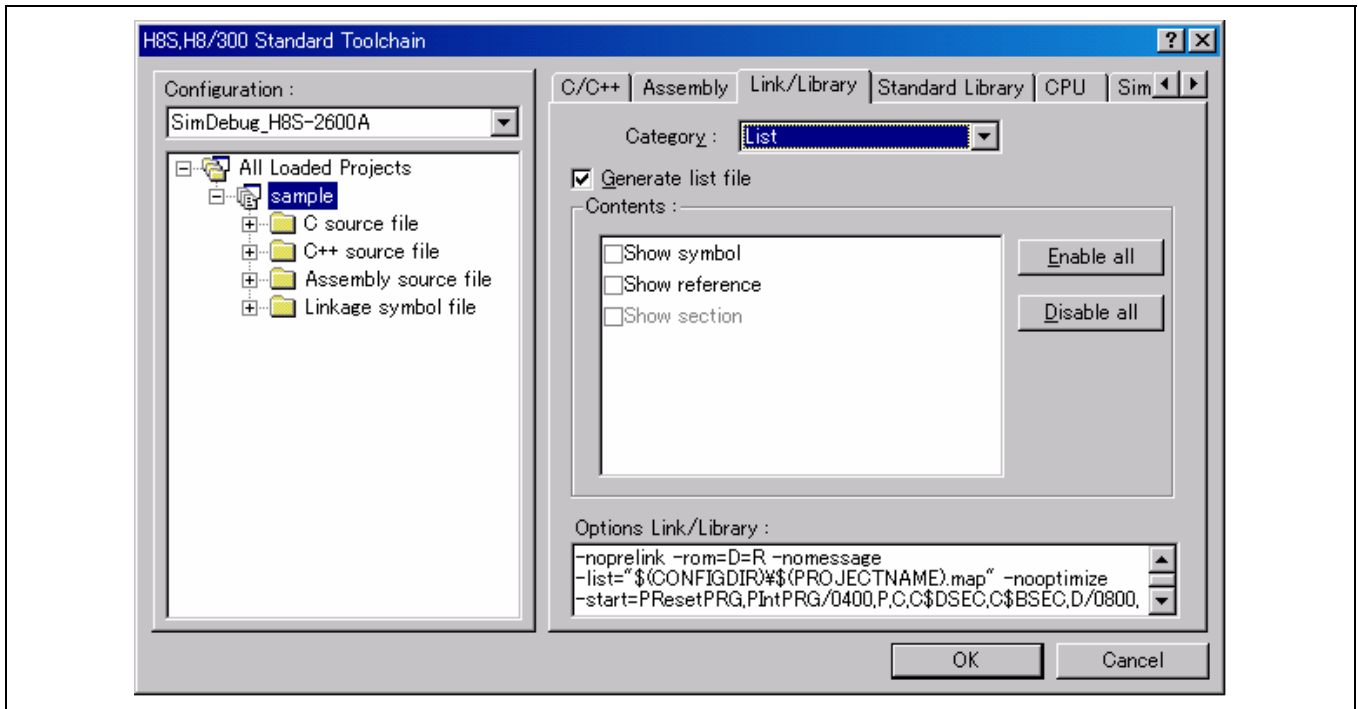 H8S,H8/300 Standard Toolchain
Configuration :
SimDebug_H8S-2600A
All Loaded Projects
sample
C source file
C++ source file
Assembly source file
Linkage symbol file
C/C++ Assembly Link/Library Standard Library CPU Sim
Category : List
Generate list file
Contents :
Show symbol
Show reference
Show section
Enable all
Disable all
Options Link/Library :
-noprelink -rom=D=R -nomessage
-list="$(CONFIGDIR)¥$(PROJECTNAME).map" -nooptimize
-start=PResetPRG,PIntPRG/0400,P,C,C$DSEC,C$BSEC,D/0800,
OK Cancel